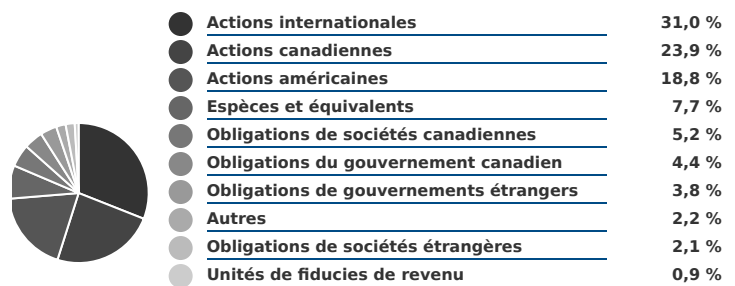 Actions internationales 31,0 %
Actions canadiennes 23,9 %
Actions américaines 18,8 %
Espèces et équivalents 7,7 %
Obligations de sociétés canadiennes 5,2 %
Obligations du gouvernement canadien 4,4 %
Obligations de gouvernements étrangers 3,8 %
Autres 2,2 %
Obligations de sociétés étrangères 2,1 %
Unités de fiducies de revenu 0,9 %